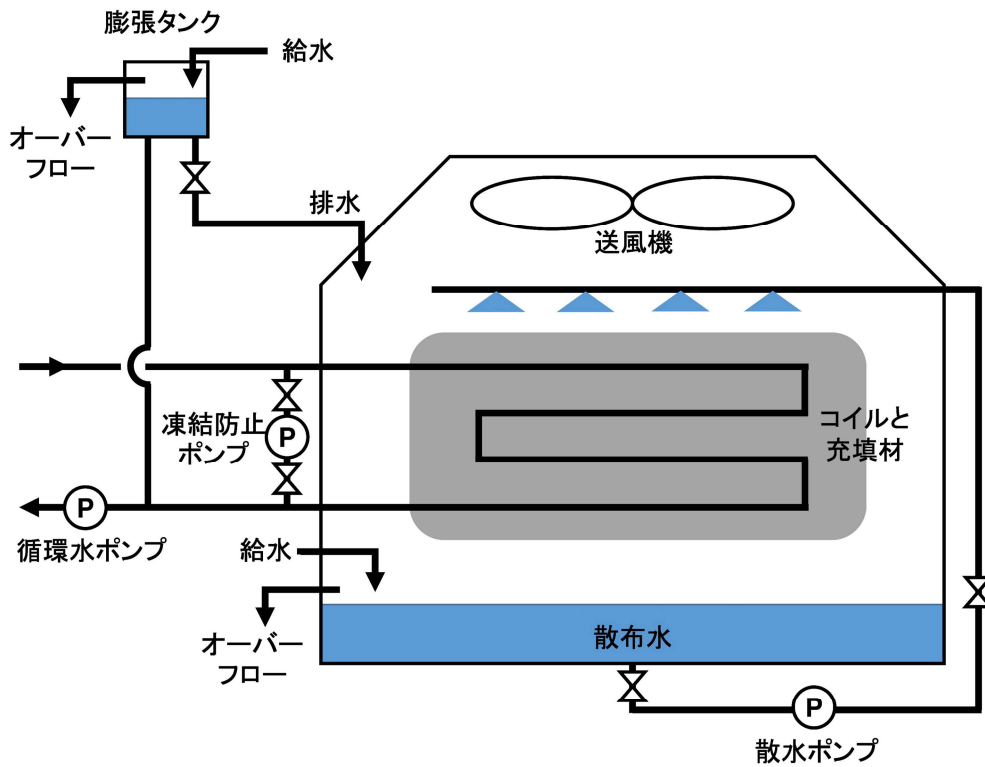 膨張タンク
給水
オーバー
フロー
排水
送風機
コイルと
充填材
凍結防止
ポンプ
P
P
循環水ポンプ
給水
オーバー
フロー
散布水
P
散水ポンプ